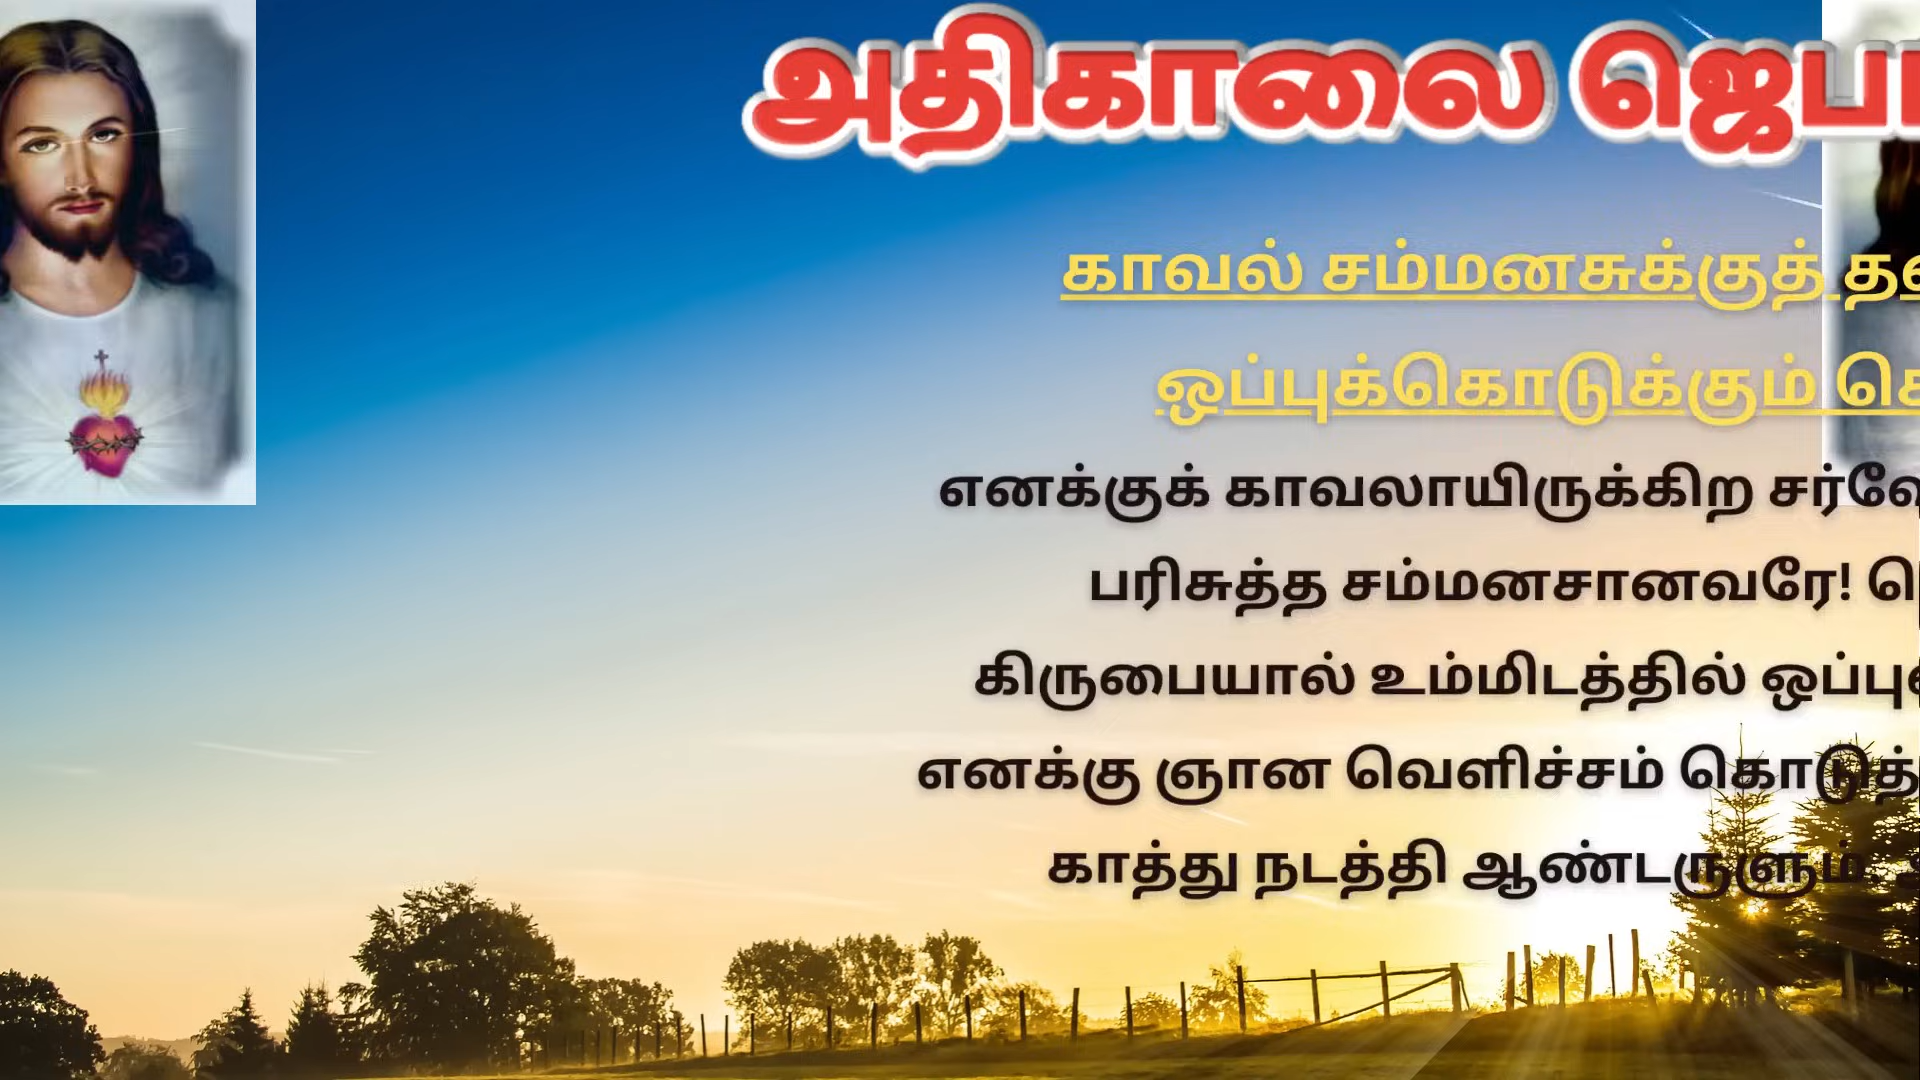 அதிகாலை
காவல் சம்மனசுக்குத்
ஒப்புக்கொடுக்கும்
எனக்குக் காவலாயிருக்கிற
பரிசுத்த சம்மனசானவரே!
கிருபையால் உம்மிடத்தில்
எனக்கு ஞான வெளிச்சம்
காத்து நடத்தி ஆண்டருளும்.